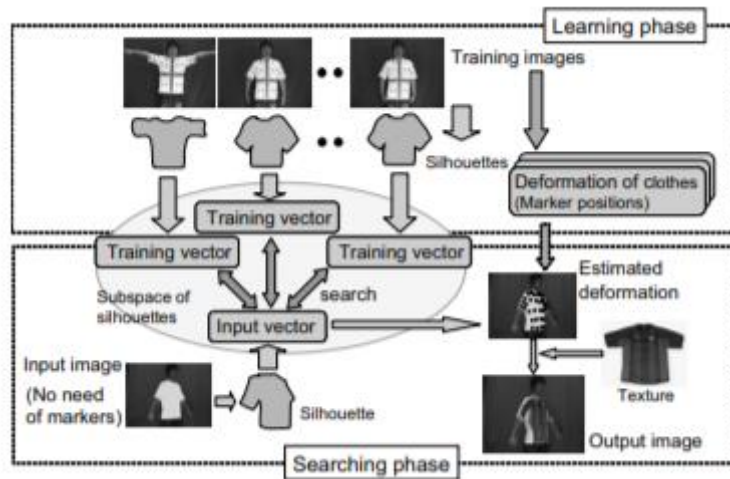 Learning phase
Training images
Silhouettes
Deformation of clothes
(Marker positions)
Training vector
Training vector
Training vector
Subspace of
silhouettes
search
Input vector
Estimated
deformation
Input image
(No need
of markers)
Silhouette
Texture
Output image
Searching phase